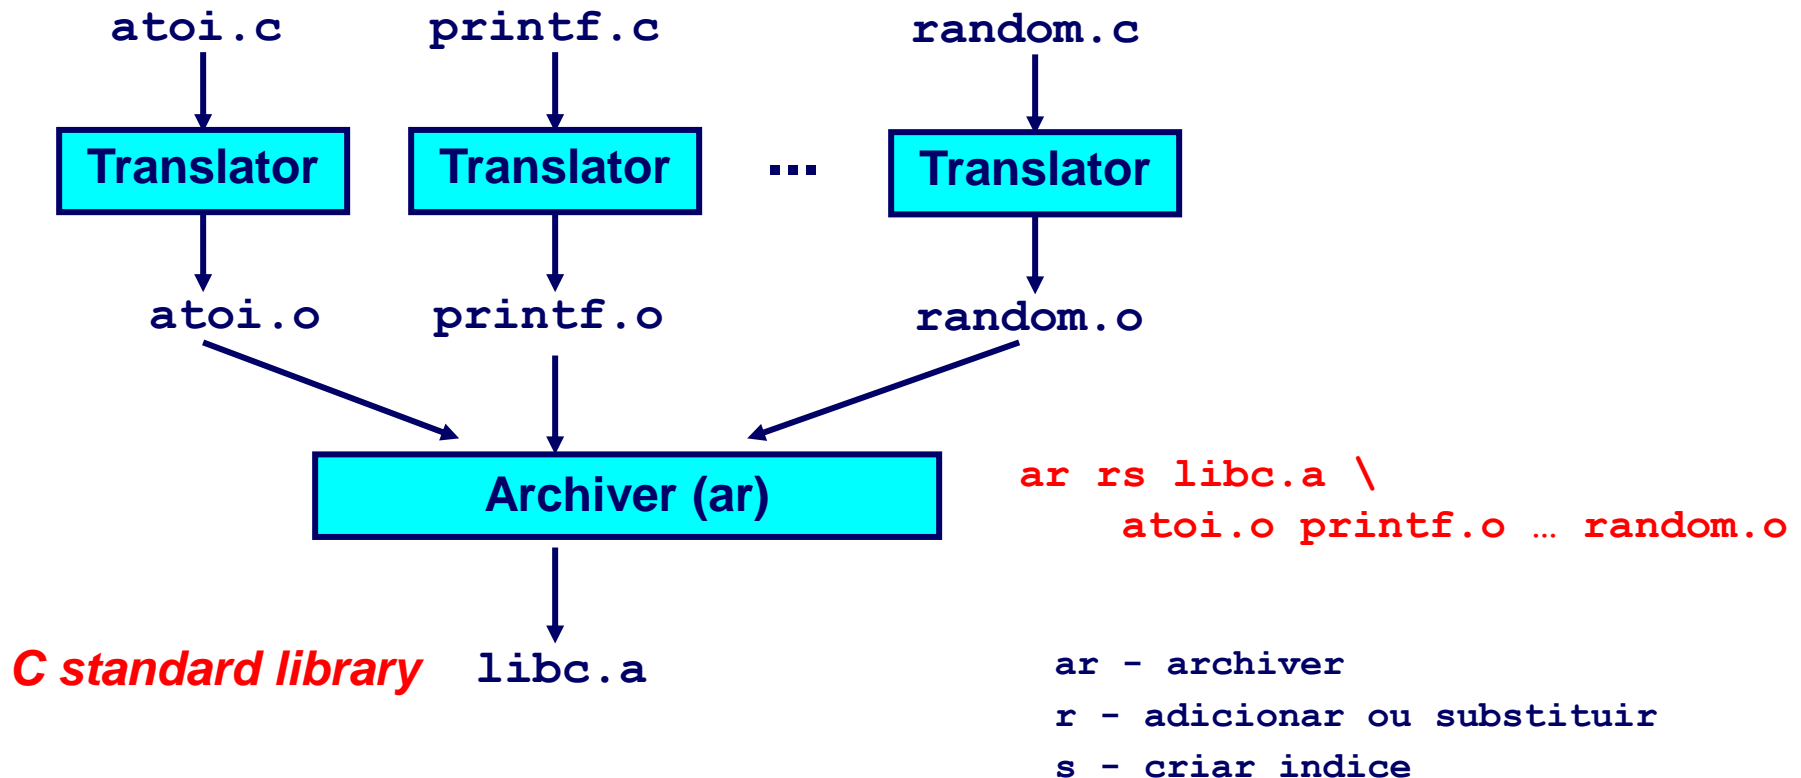 atoi.c printf.c random.c
Translator Translator ... Translator
atoi.o printf.o random.o
Archiver (ar)
ar rs libc.a \
atoi.o printf.o … random.o
C standard library libc.a
ar - archiver
r - adicionar ou substituir
s - criar indice